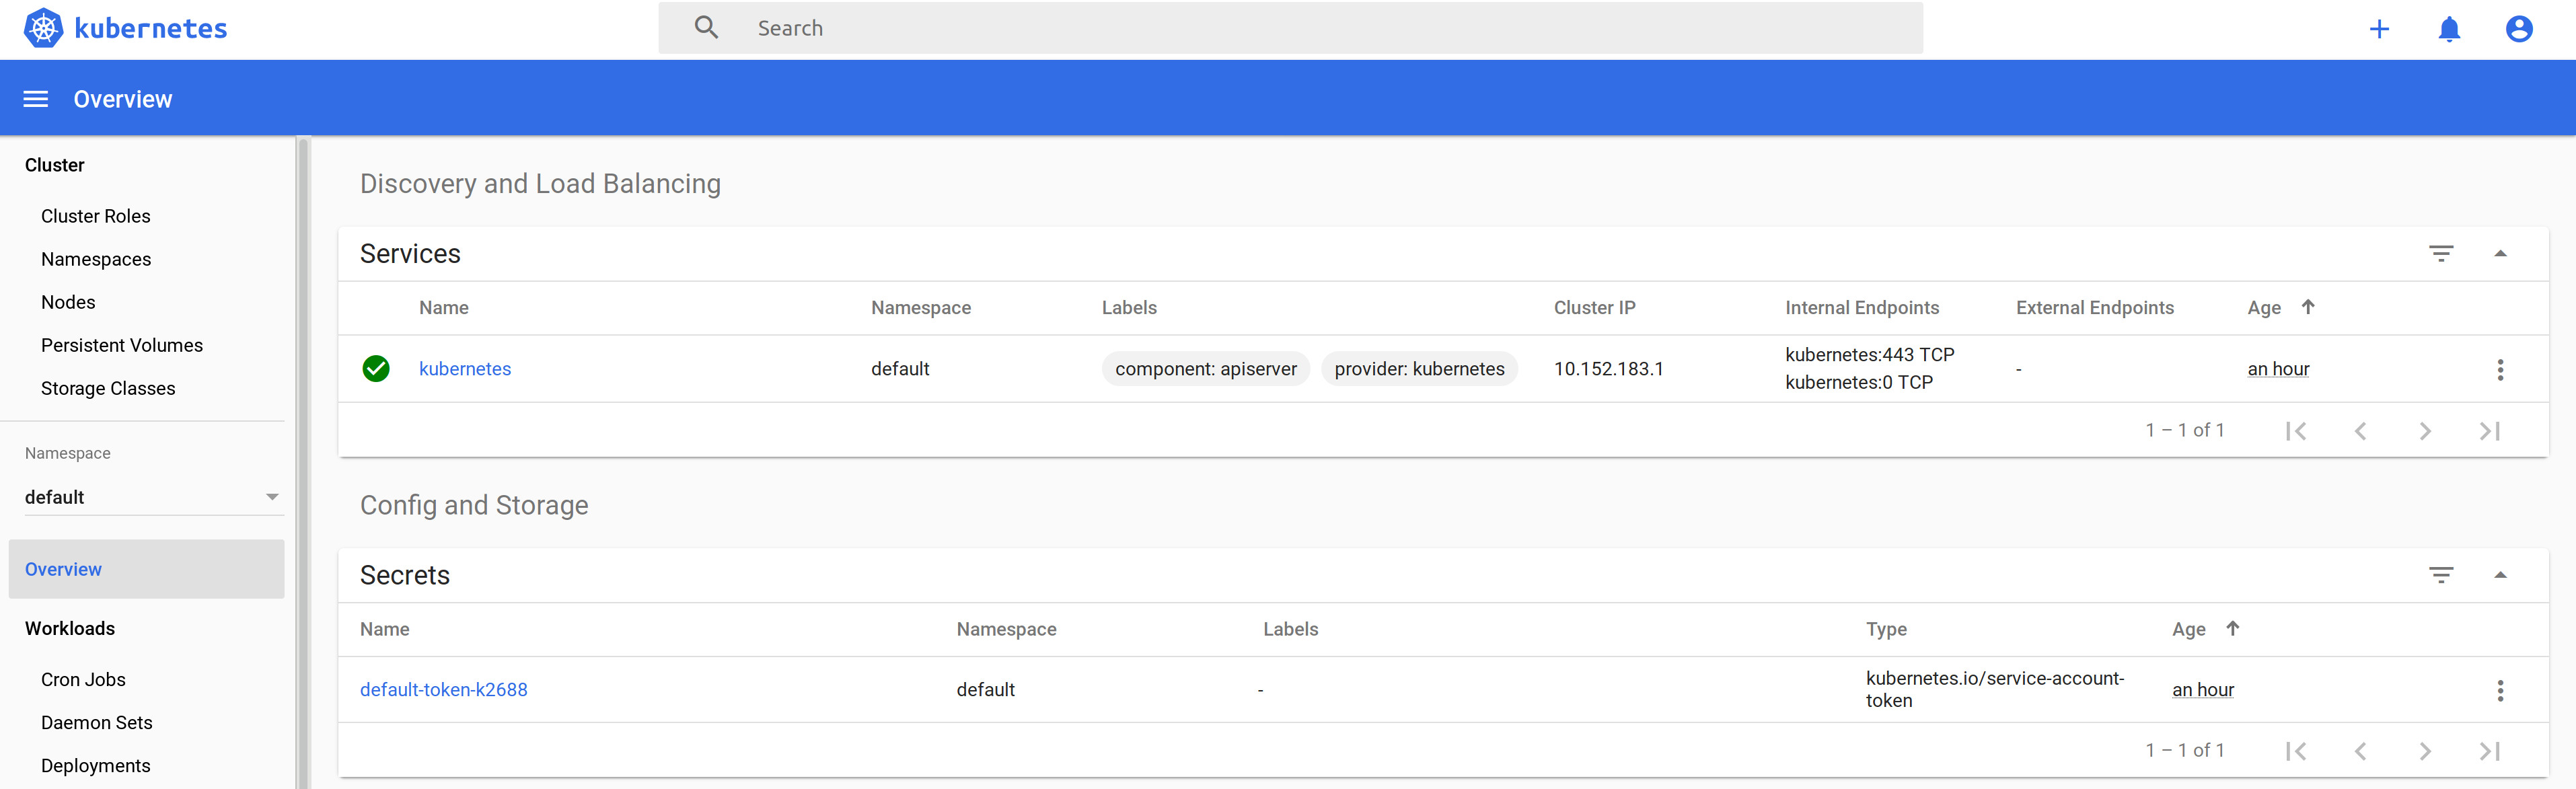 kubernetes
Search
Overview
Cluster
Cluster Roles
Namespaces
Nodes
Persistent Volumes
Storage Classes
Namespace
default
Overview
Workloads
Cron Jobs
Daemon Sets
Deployments
Discovery and Load Balancing
Services
Name Namespace Labels Cluster IP Internal Endpoints External Endpoints Age
kubernetes default component: apiserver provider: kubernetes 10.152.183.1 kubernetes:443 TCP - an hour
kubernetes:0 TCP
1 – 1 of 1
Config and Storage
Secrets
Name Namespace Labels Type Age
default-token-k2688 default - kubernetes.io/service-account- an hour
token
1 – 1 of 1